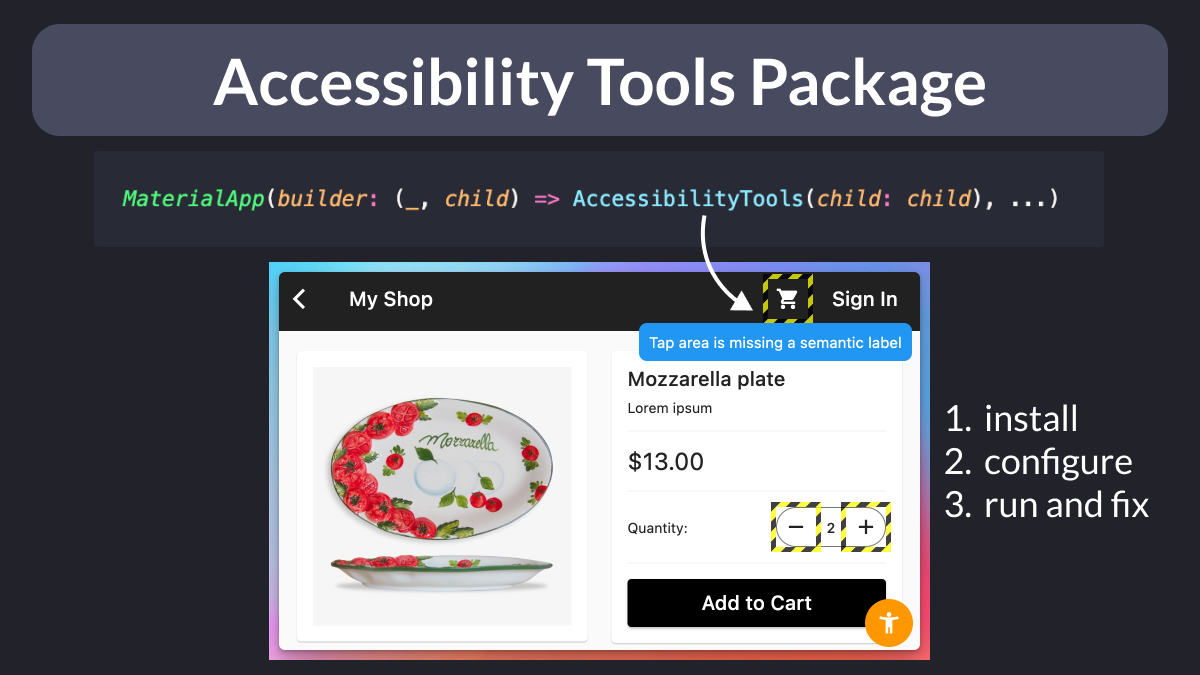 Accessibility Tools Package
MaterialApp(builder: (_, child) => AccessibilityTools(child: child), ...)
My Shop
Sign In
Tap area is missing a semantic label
Mozzarella
Mozzarella plate
Lorem ipsum
$13.00
Quantity:
− 2 +
Add to Cart
1. install
2. configure
3. run and fix